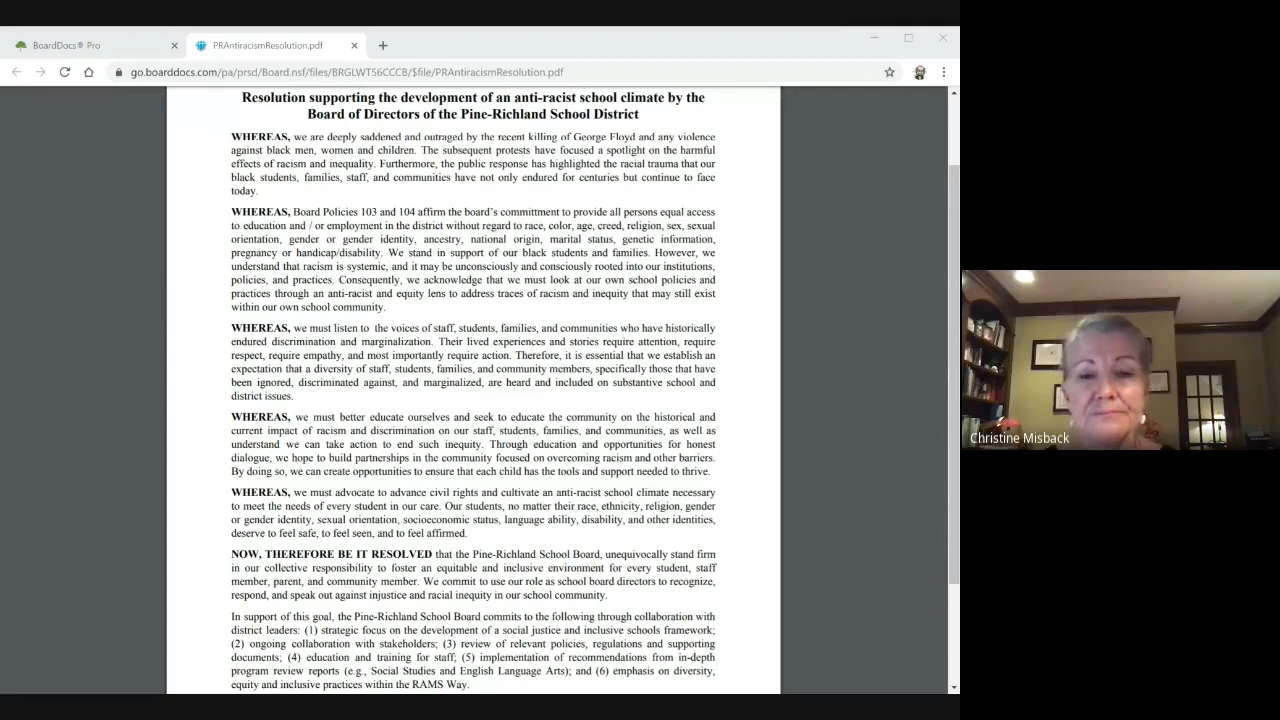 BoardDocs® Pro
PRAntiracismResolution.pdf
go.boarddocs.com/pa/prsd/Board.nsf/files/BRGLWT56CCCB/$file/PRAntiracismResolution.pdf
Resolution supporting the development of an anti-racist school climate by the
Board of Directors of the Pine-Richland School District
WHEREAS, we are deeply saddened and outraged by the recent killing of George Floyd and any violence
against black men, women and children. The subsequent protests have focused a spotlight on the harmful
effects of racism and inequality. Furthermore, the public response has highlighted the racial trauma that our
black students, families, staff, and communities have not only endured for centuries but continue to face
today.
WHEREAS, Board Policies 103 and 104 affirm the board's committment to provide all persons equal access
to education and / or employment in the district without regard to race, color, age, creed, religion, sex, sexual
orientation, gender or gender identity, ancestry, national origin, marital status, genetic information,
pregnancy or handicap/disability. We stand in support of our black students and families. However, we
understand that racism is systemic, and it may be unconsciously and consciously rooted into our institutions,
policies, and practices. Consequently, we acknowledge that we must look at our own school policies and
practices through an anti-racist and equity lens to address traces of racism and inequity that may still exist
within our own school community.
WHEREAS, we must listen to the voices of staff, students, families, and communities who have historically
endured discrimination and marginalization. Their lived experiences and stories require attention, require
respect, require empathy, and most importantly require action. Therefore, it is essential that we establish an
expectation that a diversity of staff, students, families, and community members, specifically those that have
been ignored, discriminated against, and marginalized, are heard and included on substantive school and
district issues.
WHEREAS, we must better educate ourselves and seek to educate the community on the historical and
current impact of racism and discrimination on our staff, students, families, and communities, as well as
understand we can take action to end such inequity. Through education and opportunities for honest
dialogue, we hope to build partnerships in the community focused on overcoming racism and other barriers.
By doing so, we can create opportunities to ensure that each child has the tools and support needed to thrive.
WHEREAS, we must advocate to advance civil rights and cultivate an anti-racist school climate necessary
to meet the needs of every student in our care. Our students, no matter their race, ethnicity, religion, gender
or gender identity, sexual orientation, socioeconomic status, language ability, disability, and other identities,
deserve to feel safe, to feel seen, and to feel affirmed.
NOW, THEREFORE BE IT RESOLVED that the Pine-Richland School Board, unequivocally stand firm
in our collective responsibility to foster an equitable and inclusive environment for every student, staff
member, parent, and community member. We commit to use our role as school board directors to recognize,
respond, and speak out against injustice and racial inequity in our school community.
In support of this goal, the Pine-Richland School Board commits to the following through collaboration with
district leaders: (1) strategic focus on the development of a social justice and inclusive schools framework;
(2) ongoing collaboration with stakeholders; (3) review of relevant policies, regulations and supporting
documents; (4) education and training for staff; (5) implementation of recommendations from in-depth
program review reports (e.g., Social Studies and English Language Arts); and (6) emphasis on diversity,
equity and inclusive practices within the RAMS Way.
Christine Misback